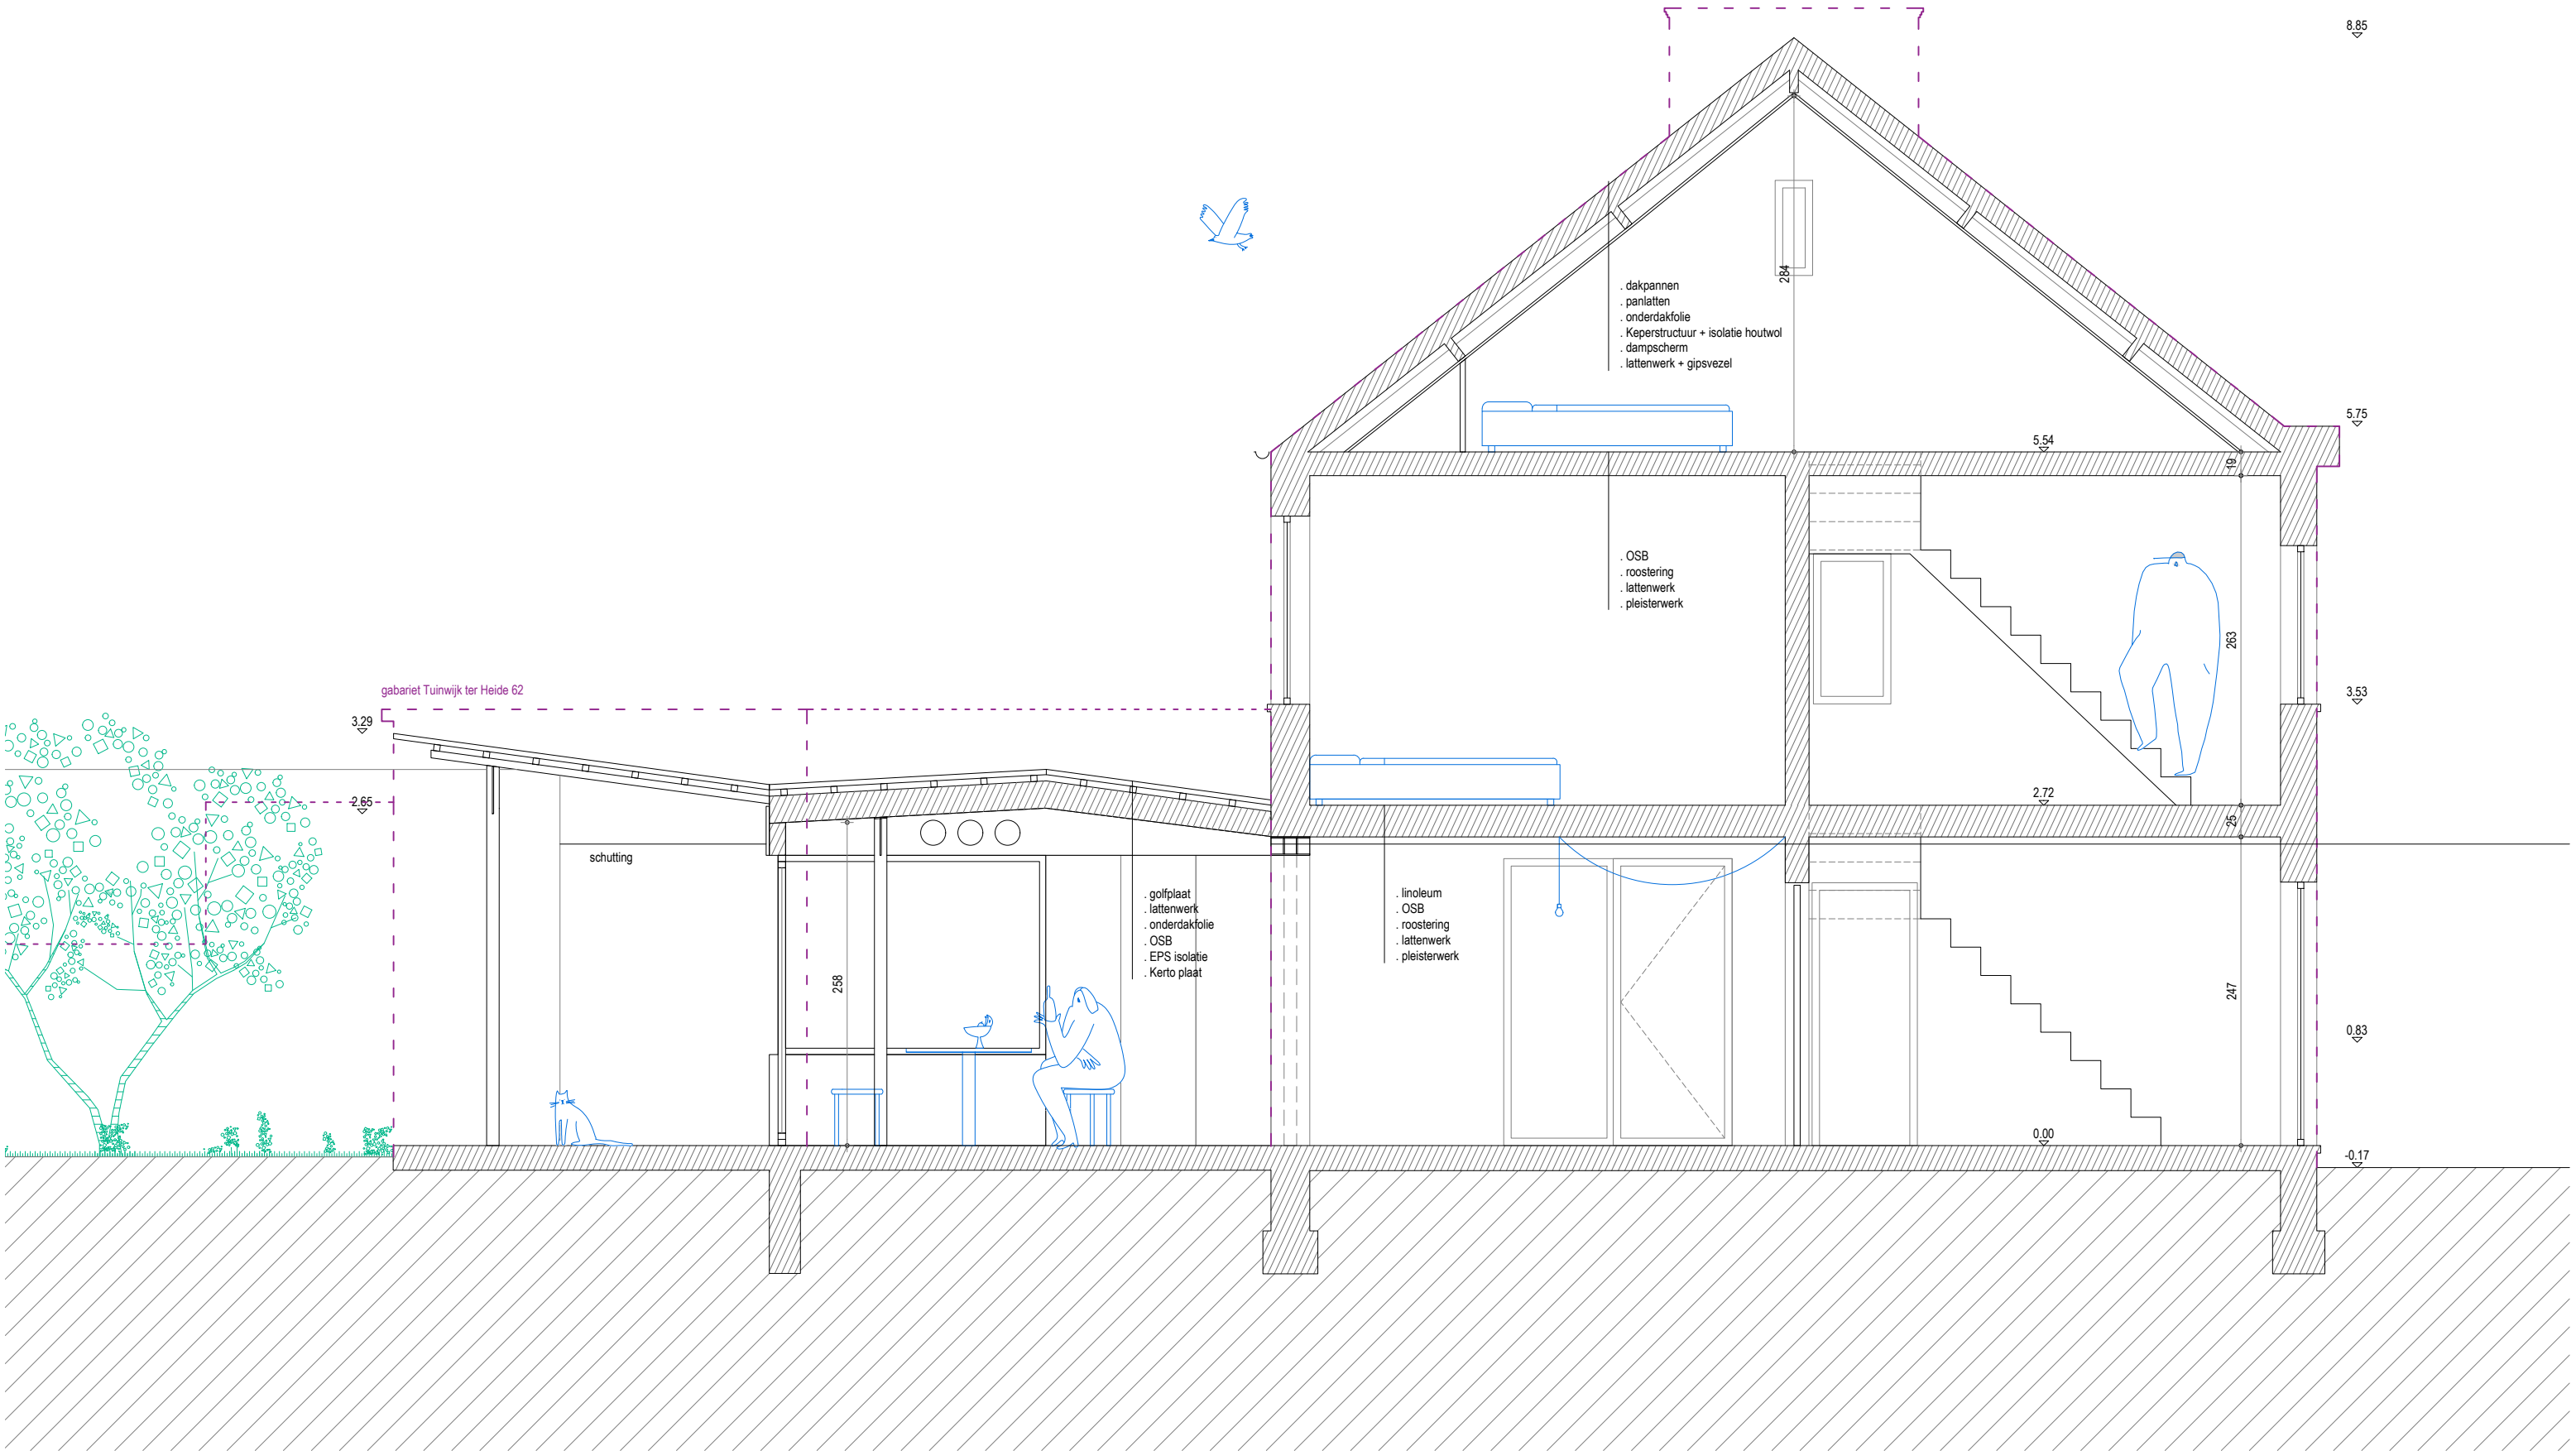 8.85
284
. dakpannen
. panlatten
. onderdakfolie
. Keperstructuur + isolatie houtwol
. dampscherm
. lattenwerk + gipsvezel
5.75
5.54
19
. OSB
. roostering
. lattenwerk
. pleisterwerk
263
gabariet Tuinwijk ter Heide 62
3.53
3.29
2.65
2.72
25
schutting
. golfplaat
. lattenwerk
. onderdakfolie
. OSB
. EPS isolatie
. Kerto plaat
. linoleum
. OSB
. roostering
. lattenwerk
. pleisterwerk
258
247
0.83
0.00
-0.17